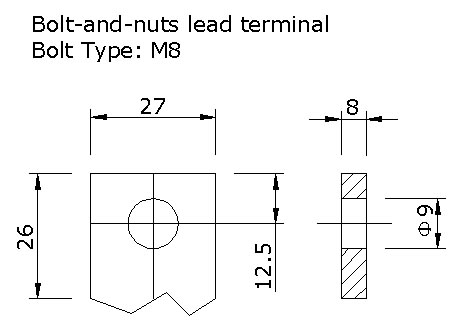 Bolt-and-nuts lead terminal
Bolt Type: M8
27
8
26
12.5
Φ9